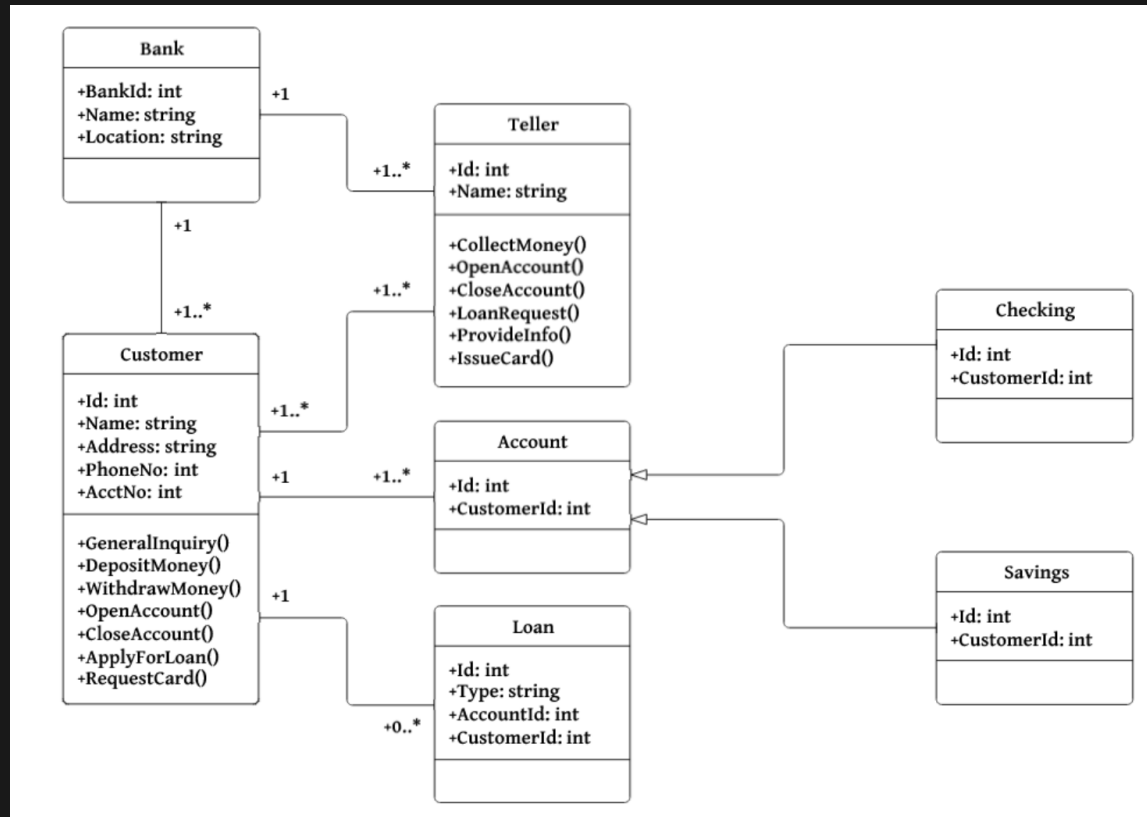 Bank
+BankId: int
+Name: string
+Location: string
+1
+1..*
+1
+1..*
Teller
+Id: int
+Name: string
+CollectMoney()
+OpenAccount()
+CloseAccount()
+LoanRequest()
+ProvideInfo()
+IssueCard()
+1..*
+1..*
Customer
+Id: int
+Name: string
+Address: string
+PhoneNo: int
+AcctNo: int
+GeneralInquiry()
+DepositMoney()
+WithdrawMoney()
+OpenAccount()
+CloseAccount()
+ApplyForLoan()
+RequestCard()
+1
+1..*
Account
+Id: int
+CustomerId: int
+1
+0..*
Loan
+Id: int
+Type: string
+AccountId: int
+CustomerId: int
Checking
+Id: int
+CustomerId: int
Savings
+Id: int
+CustomerId: int